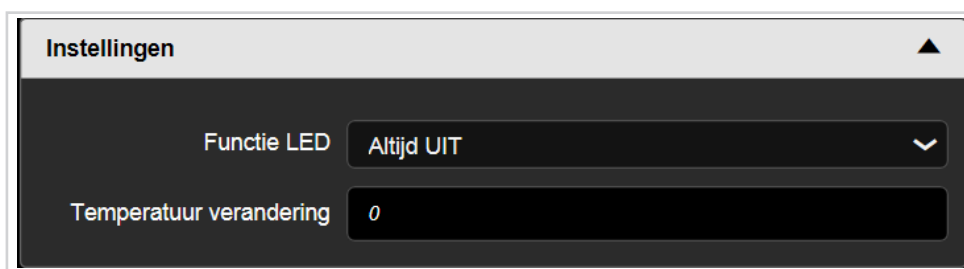 Instellingen
Functie LED Altijd UIT
Temperatuur verandering 0